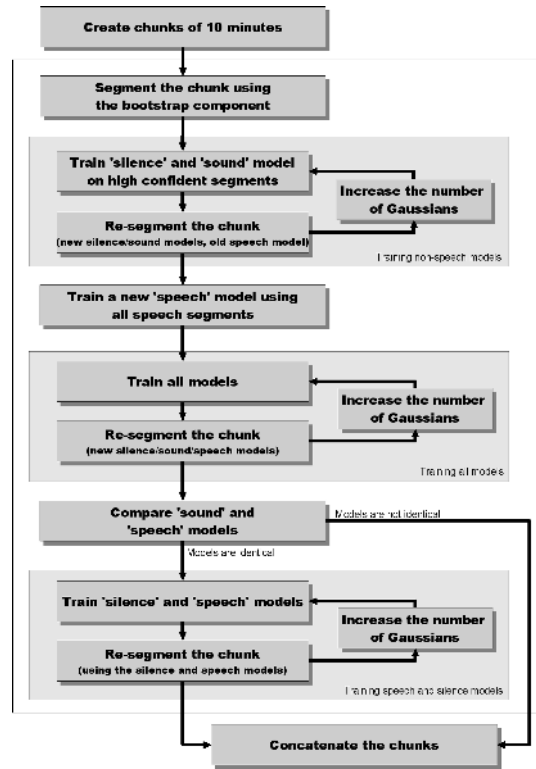 Create chunks of 10 minutes
Segment the chunk using
the bootstrap component
Train 'silence' and 'sound' model
on high confident segments
Increase the number
of Gaussians
Re-segment the chunk
(new silence/sound models, old speech model)
Training non-speech models
Train a new 'speech' model using
all speech segments
Train all models
Increase the number
of Gaussians
Re-segment the chunk
(new silence/sound/speech models)
Training all models
Compare 'sound' and
'speech' models
Models are not identical
Models are identical
Train 'silence' and 'speech' models
Increase the number
of Gaussians
Re-segment the chunk
(using the silence and speech models)
Training speech and silence models
Concatenate the chunks